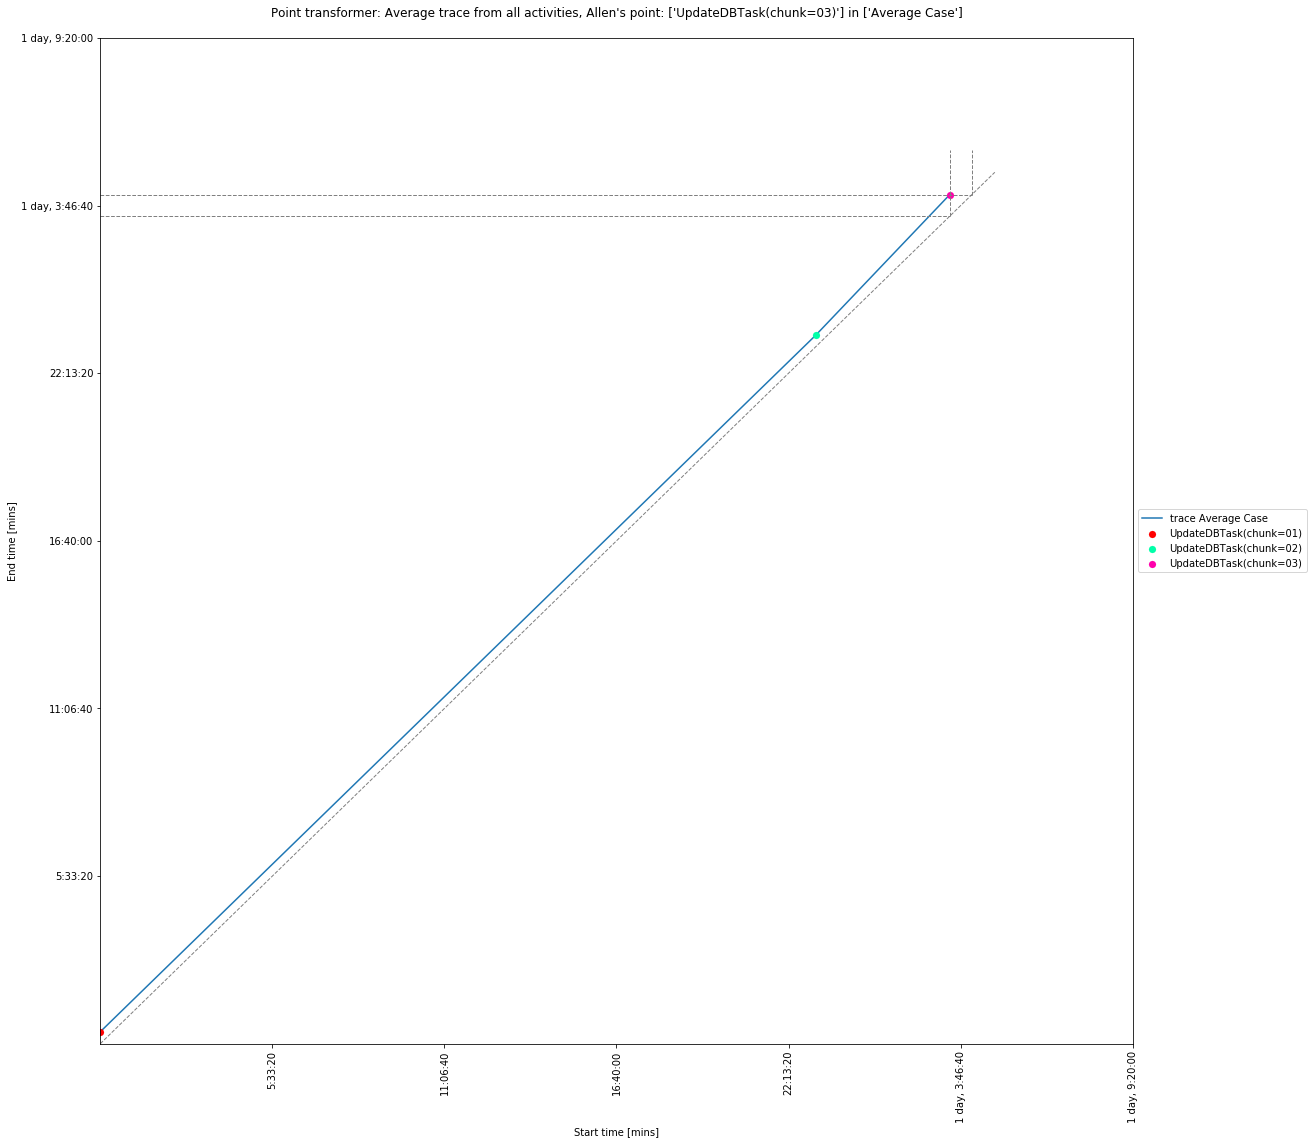 Point transformer: Average trace from all activities, Allen's point: ['UpdateDBTask(chunk=03)'] in ['Average Case']
1 day, 9:20:00
1 day, 3:46:40
22:13:20
16:40:00
11:06:40
5:33:20
End time [mins]
5:33:20
11:06:40
16:40:00
22:13:20
1 day, 3:46:40
1 day, 9:20:00
Start time [mins]
trace Average Case
UpdateDBTask(chunk=01)
UpdateDBTask(chunk=02)
UpdateDBTask(chunk=03)